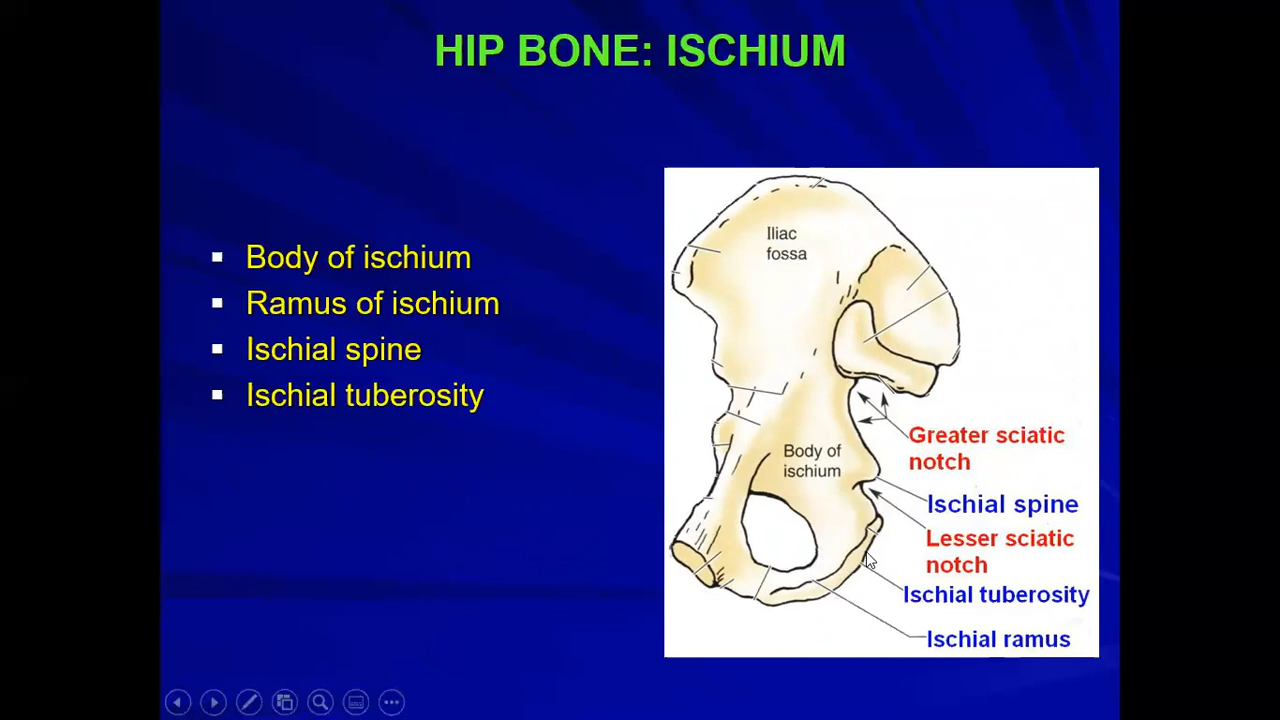 HIP BONE: ISCHIUM
Body of ischium
Ramus of ischium
Ischial spine
Ischial tuberosity
Iliac
fossa
Body of
ischium
Greater sciatic
notch
Ischial spine
Lesser sciatic
notch
Ischial tuberosity
Ischial ramus